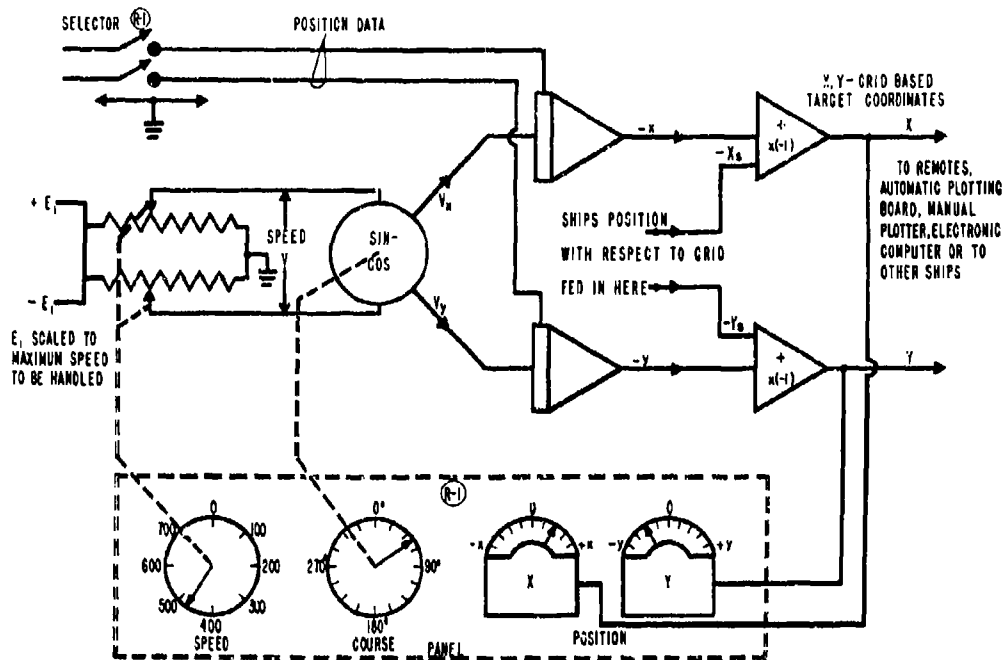 SELECTOR R-1
POSITION DATA
X,Y-GRID BASED
TARGET COORDINATES
-x
+
x(-1)
X
-Xs
TO REMOTES,
AUTOMATIC PLOTTING
BOARD, MANUAL
PLOTTER, ELECTRONIC
COMPUTER OR TO
OTHER SHIPS
+ E1
- E1
SPEED
V
SIN-
COS
Vx
Vy
SHIPS POSITION
WITH RESPECT TO GRID
FED IN HERE
-Ys
-y
+
x(-1)
Y
E1 SCALED TO
MAXIMUM SPEED
TO BE HANDLED
R-1
0
100
200
300
400
500
600
700
SPEED
0°
90°
180°
270°
COURSE
-x
0
+x
X
-y
0
+y
Y
POSITION
PANEL